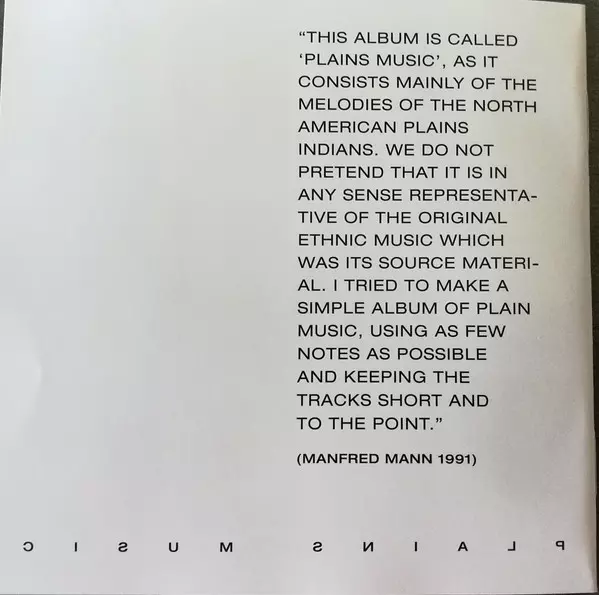 “THIS ALBUM IS CALLED
‘PLAINS MUSIC’, AS IT
CONSISTS MAINLY OF THE
MELODIES OF THE NORTH
AMERICAN PLAINS
INDIANS. WE DO NOT
PRETEND THAT IT IS IN
ANY SENSE REPRESENTA-
TIVE OF THE ORIGINAL
ETHNIC MUSIC WHICH
WAS ITS SOURCE MATERI-
AL. I TRIED TO MAKE A
SIMPLE ALBUM OF PLAIN
MUSIC, USING AS FEW
NOTES AS POSSIBLE
AND KEEPING THE
TRACKS SHORT AND
TO THE POINT.”
(MANFRED MANN 1991)
PLAINS MUSIC